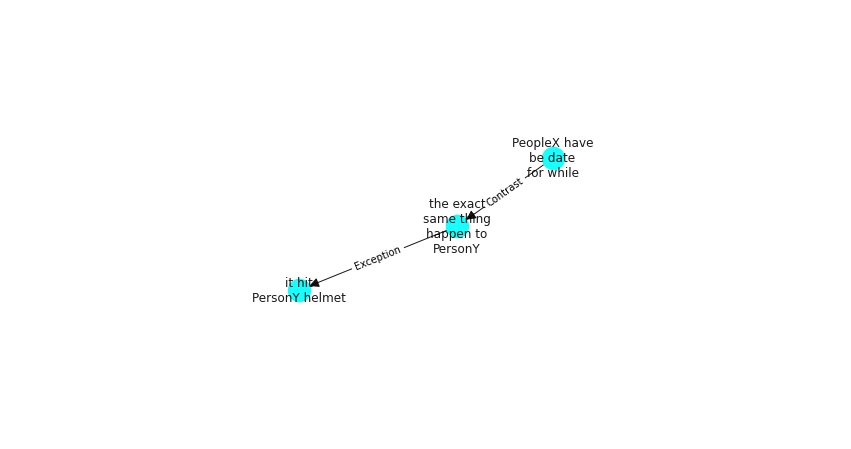 PeopleX have
be date
for while
Contrast
the exact
same thing
happen to
PersonY
Exception
it hit
PersonY helmet